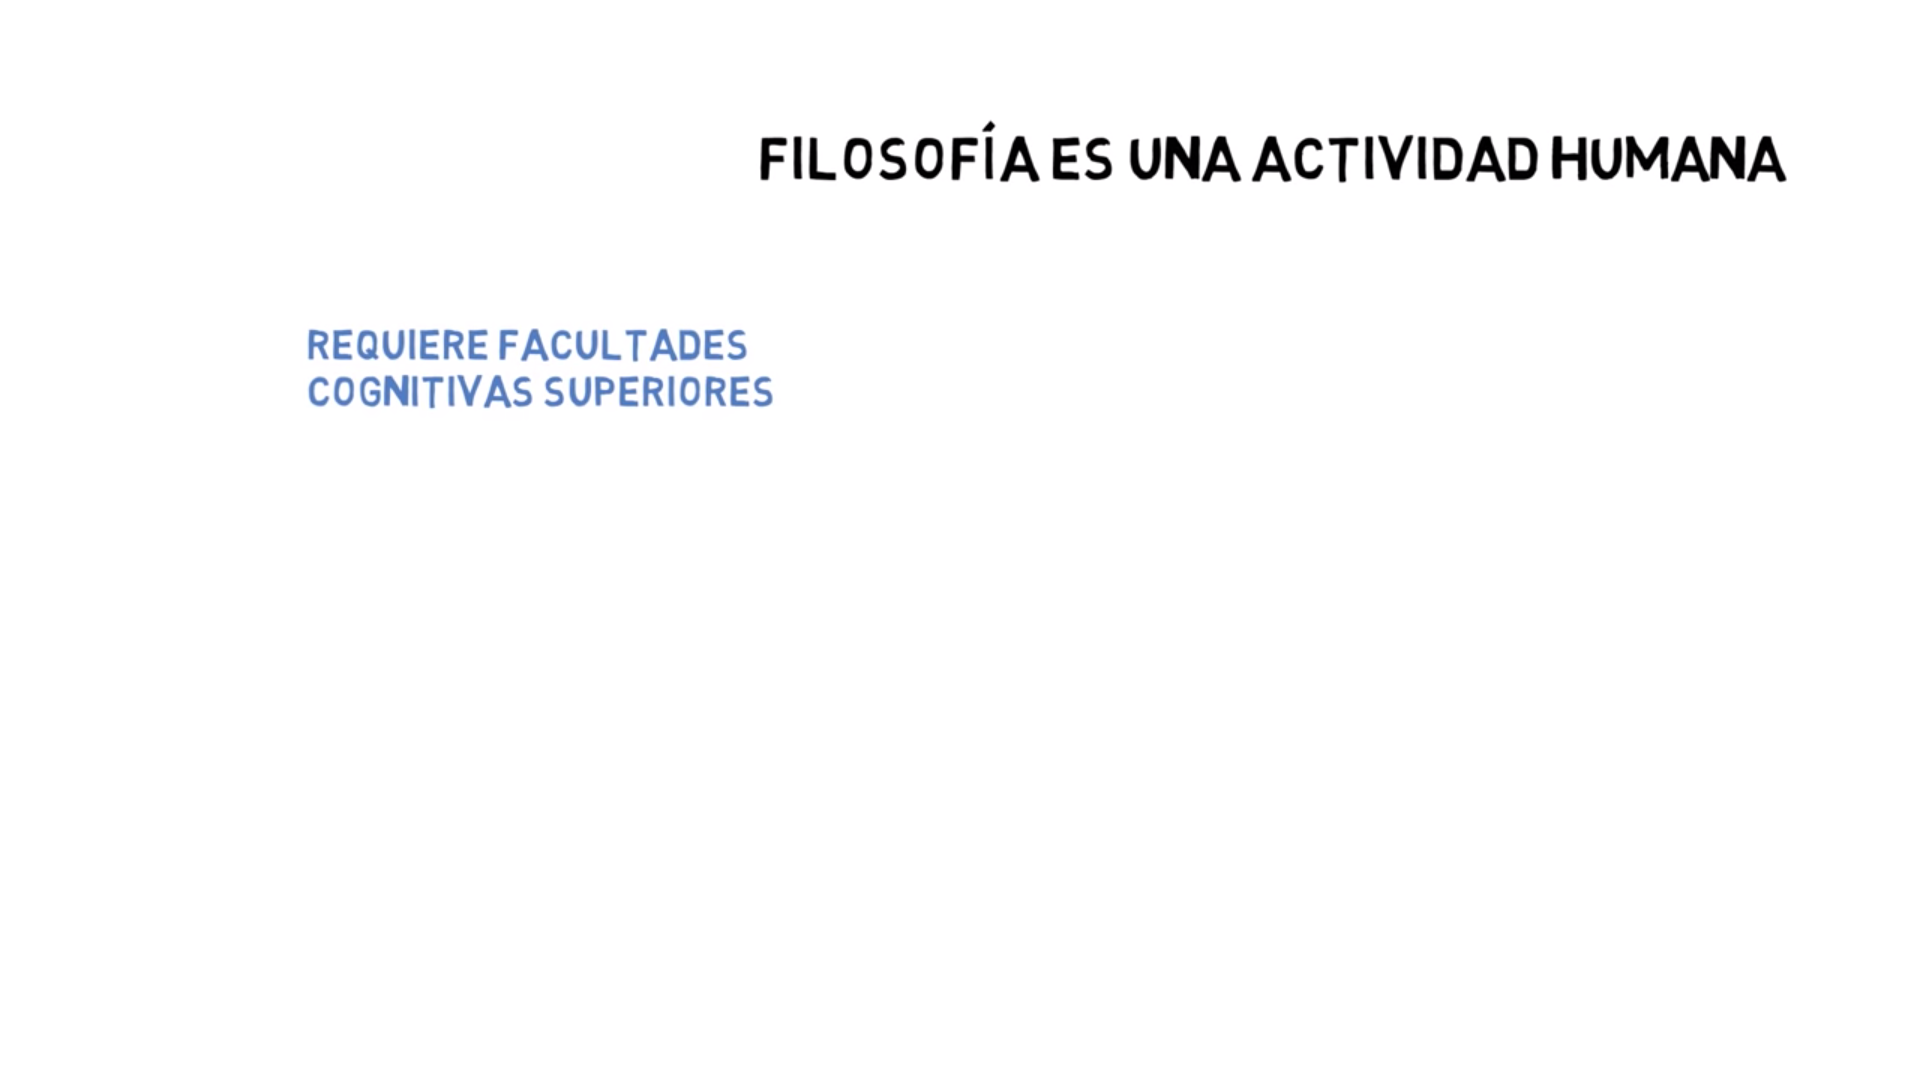 FILOSOFÍA ES UNA ACTIVIDAD HUMANA
REQUIERE FACULTADES
COGNITIVAS SUPERIORES